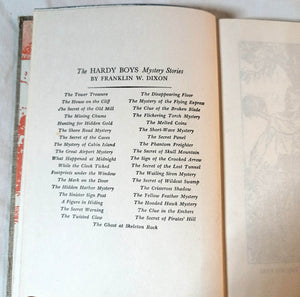 The HARDY BOYS Mystery Stories
BY FRANKLIN W. DIXON
The Tower Treasure
The House on the Cliff
The Secret of the Old Mill
The Missing Chums
Hunting for Hidden Gold
The Shore Road Mystery
The Secret of the Caves
The Mystery of Cabin Island
The Great Airport Mystery
What Happened at Midnight
While the Clock Ticked
Footprints under the Window
The Mark on the Door
The Hidden Harbor Mystery
The Sinister Sign Post
A Figure in Hiding
The Secret Warning
The Twisted Claw
The Disappearing Floor
The Mystery of the Flying Express
The Clue of the Broken Blade
The Flickering Torch Mystery
The Melted Coins
The Short-Wave Mystery
The Secret Panel
The Phantom Freighter
The Secret of Skull Mountain
The Sign of the Crooked Arrow
The Secret of the Lost Tunnel
The Wailing Siren Mystery
The Secret of Wildcat Swamp
The Crisscross Shadow
The Yellow Feather Mystery
The Hooded Hawk Mystery
The Clue in the Embers
The Secret of Pirates' Hill
The Ghost at Skeleton Rock